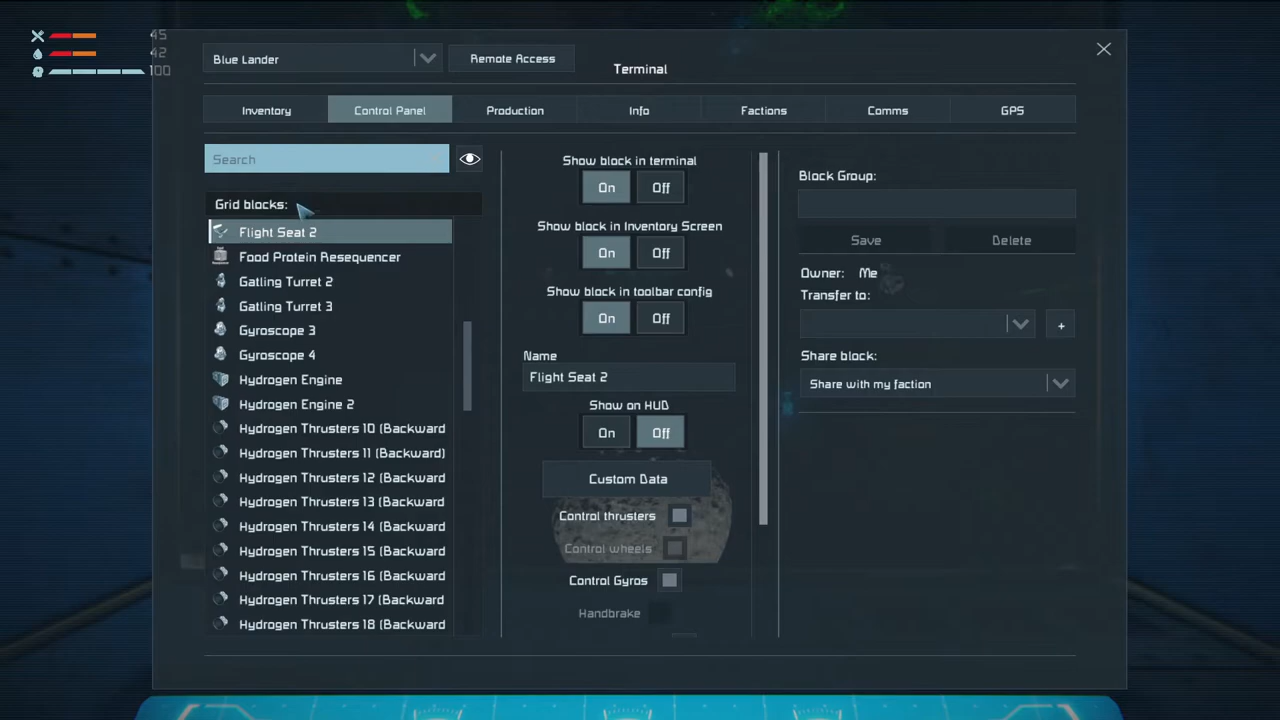 45
42
100
Blue Lander
Remote Access
Terminal
Inventory
Control Panel
Production
Info
Factions
Comms
GPS
Search
Grid blocks:
Flight Seat 2
Food Protein Resequencer
Gatling Turret 2
Gatling Turret 3
Gyroscope 3
Gyroscope 4
Hydrogen Engine
Hydrogen Engine 2
Hydrogen Thrusters 10 (Backward
Hydrogen Thrusters 11 (Backward)
Hydrogen Thrusters 12 (Backward
Hydrogen Thrusters 13 (Backward
Hydrogen Thrusters 14 (Backward
Hydrogen Thrusters 15 (Backward
Hydrogen Thrusters 16 (Backward
Hydrogen Thrusters 17 (Backward
Hydrogen Thrusters 18 (Backward
Show block in terminal
On Off
Show block in Inventory Screen
On Off
Show block in toolbar config
On Off
Name
Flight Seat 2
Show on HUD
On Off
Custom Data
Control thrusters
Control wheels
Control Gyros
Handbrake
Block Group:
Save Delete
Owner: Me
Transfer to:
+
Share block:
Share with my faction